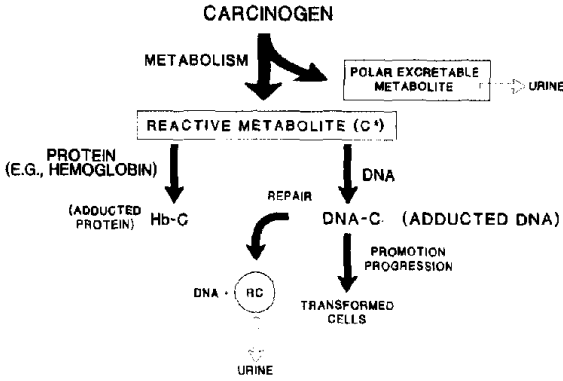 CARCINOGEN
METABOLISM
POLAR EXCRETABLE
METABOLITE
URINE
REACTIVE METABOLITE (C⁺)
PROTEIN
(E.G., HEMOGLOBIN)
DNA
REPAIR
(ADDUCTED
PROTEIN)
Hb-C
DNA-C (ADDUCTED DNA)
PROMOTION
PROGRESSION
DNA + RC
TRANSFORMED
CELLS
URINE